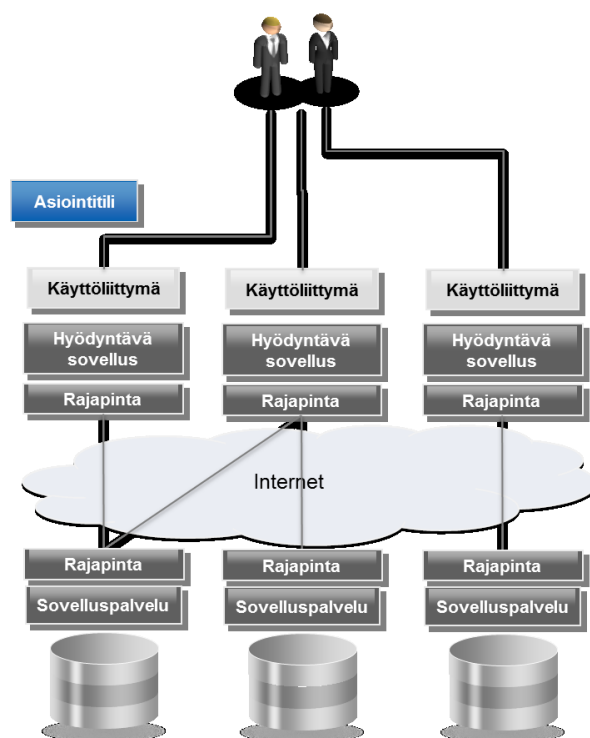 Asiointitili
Käyttöliittymä
Käyttöliittymä
Käyttöliittymä
Hyödyntävä
sovellus
Hyödyntävä
sovellus
Hyödyntävä
sovellus
Rajapinta
Rajapinta
Rajapinta
Internet
Rajapinta
Rajapinta
Rajapinta
Sovelluspalvelu
Sovelluspalvelu
Sovelluspalvelu